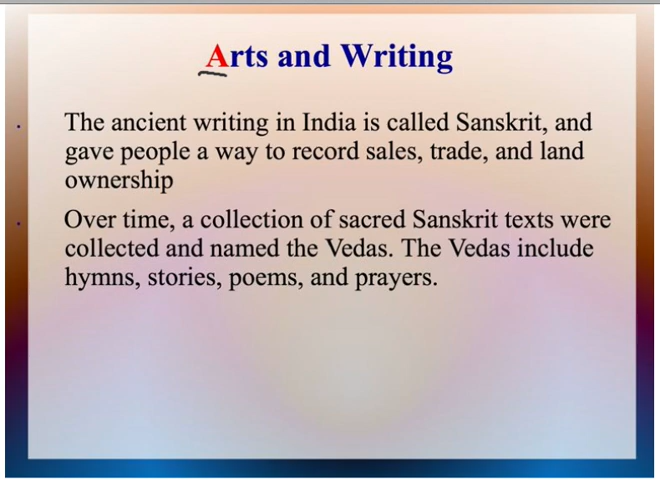 Arts and Writing
The ancient writing in India is called Sanskrit, and
gave people a way to record sales, trade, and land
ownership
Over time, a collection of sacred Sanskrit texts were
collected and named the Vedas. The Vedas include
hymns, stories, poems, and prayers.